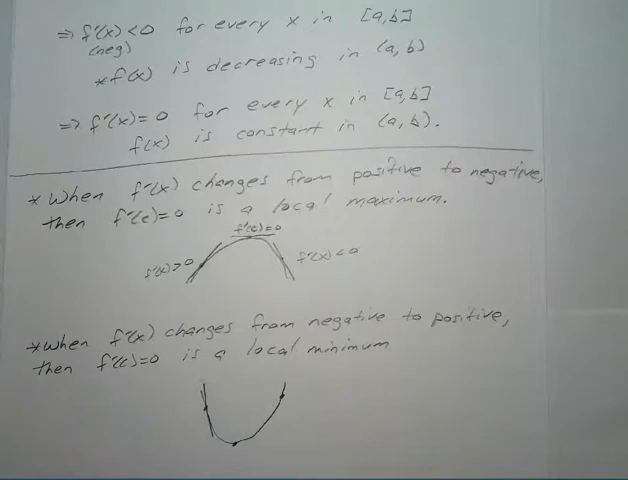 ⇒ f'(x) < 0 for every x in [a,b]
(neg)
* f(x) is decreasing in (a,b)
⇒ f'(x) = 0 for every x in [a,b]
f(x) is constant in (a,b).
* When f'(x) changes from positive to negative,
then f'(c)=0 is a local maximum.
f'(c)=0
f'(x)>0 f'(x)<0
* when f'(x) changes from negative to positive,
then f'(c)=0 is a local minimum